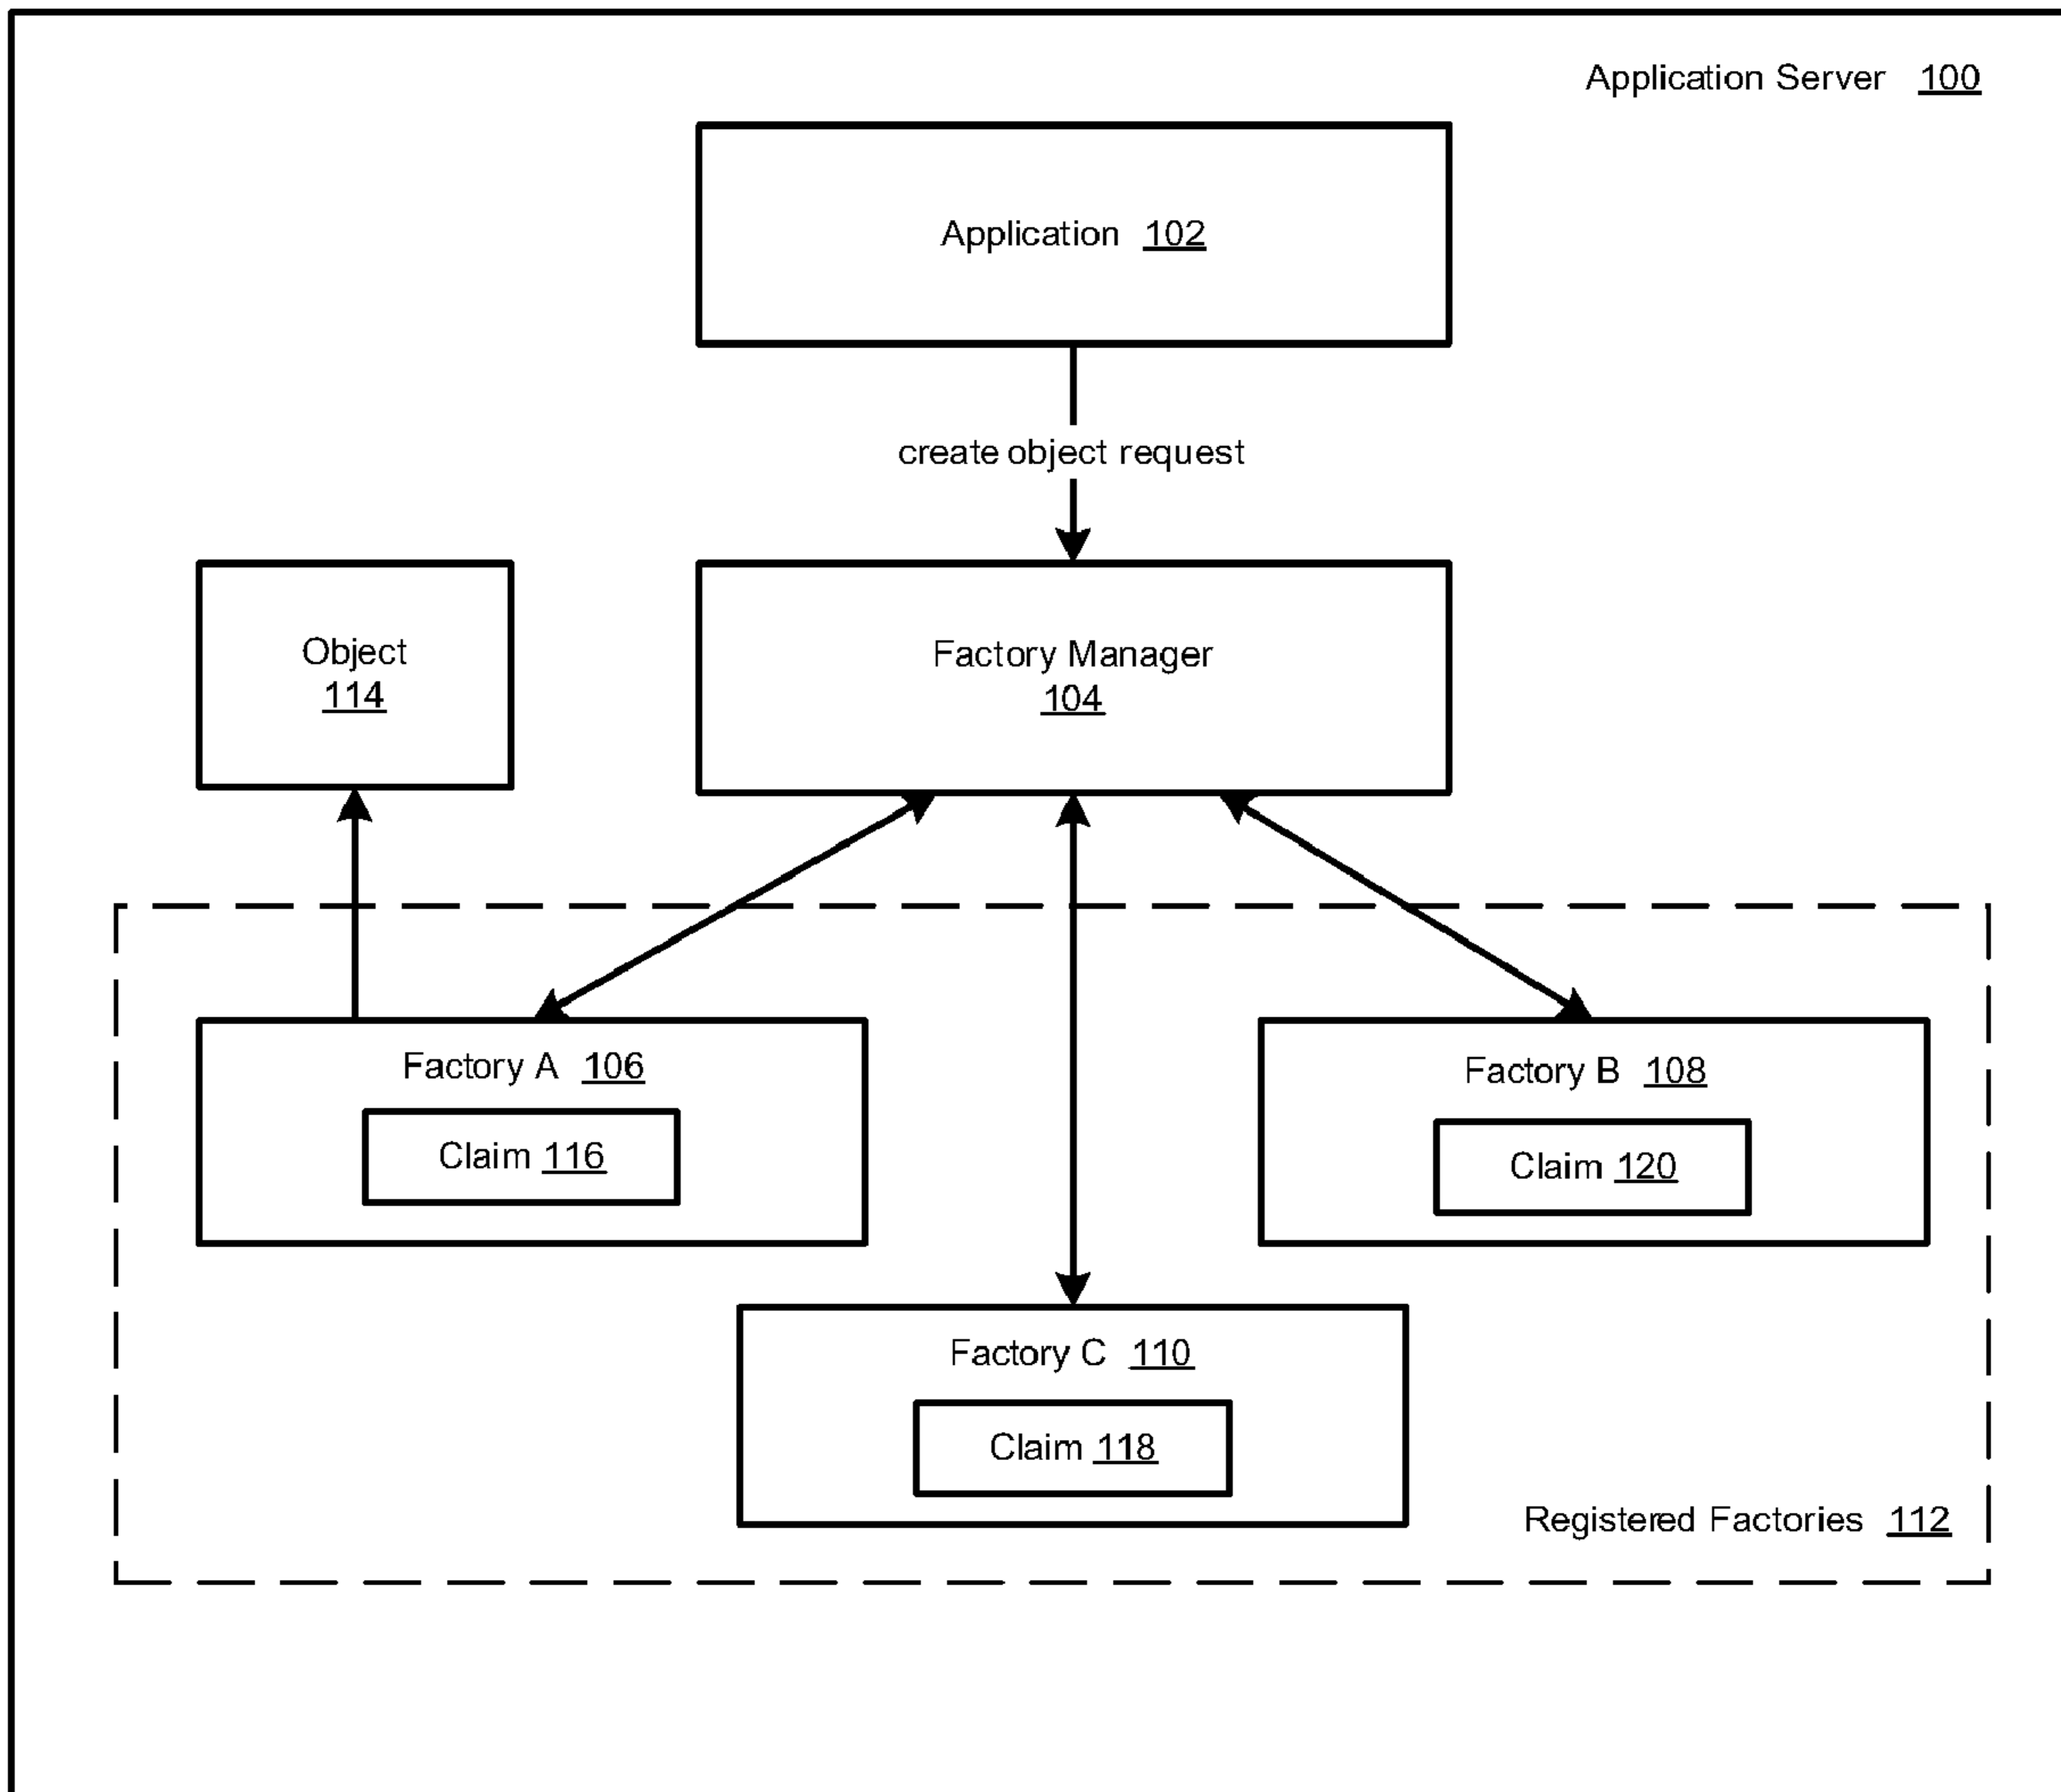 Application Server 100
Application 102
create object request
Object
114
Factory Manager
104
Factory A 106
Claim 116
Factory B 108
Claim 120
Factory C 110
Claim 118
Registered Factories 112